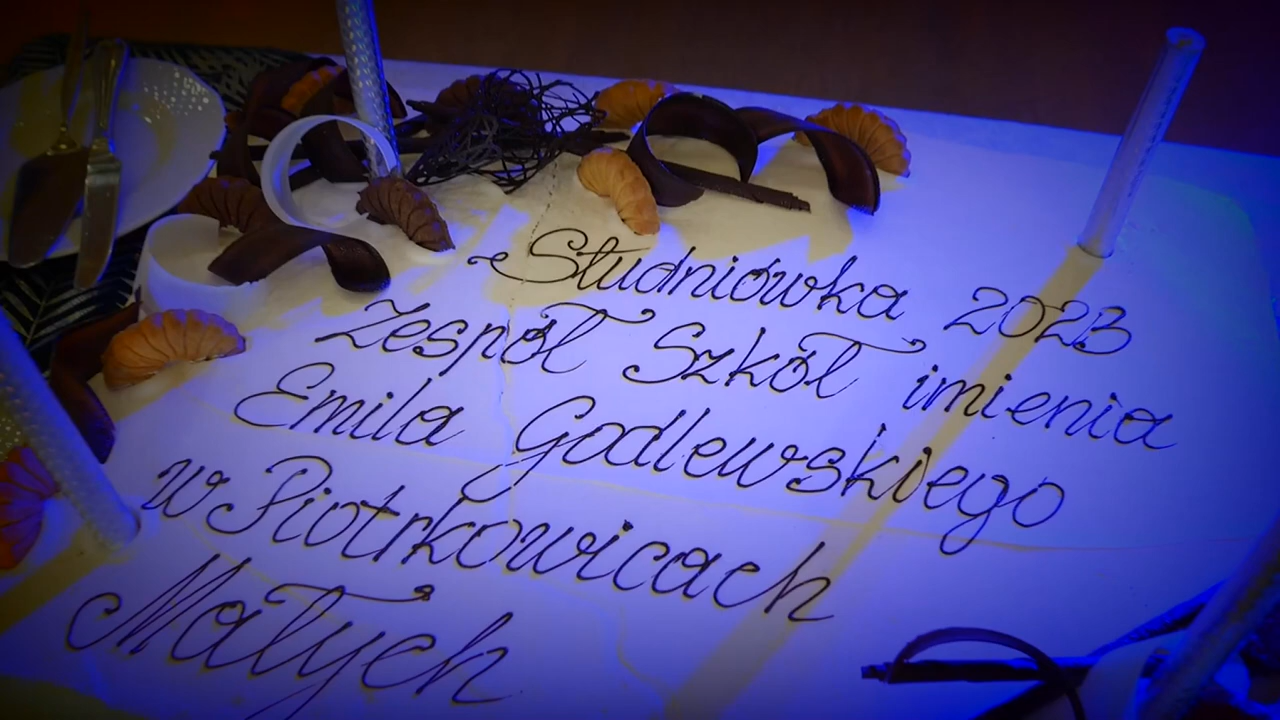 Studniówka 2023
Zespół Szkół imienia
Emila Godlewskiego
w Piotrkowicach
Małych